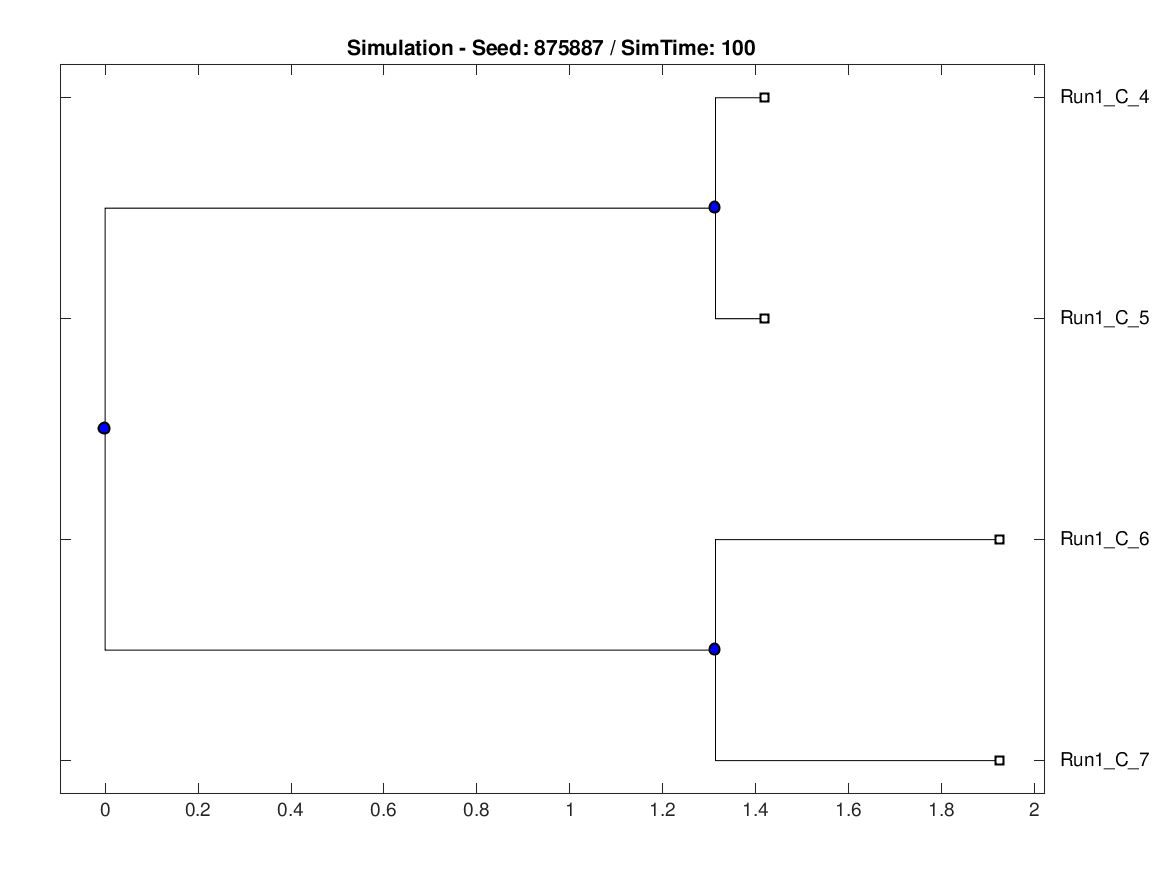 Simulation - Seed: 875887 / SimTime: 100
Run1_C_4
Run1_C_5
Run1_C_6
Run1_C_7
0 0.2 0.4 0.6 0.8 1 1.2 1.4 1.6 1.8 2